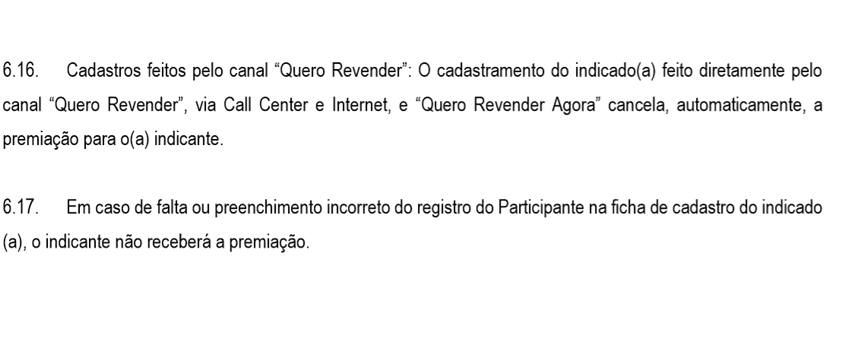 6.16. Cadastros feitos pelo canal “Quero Revender”: O cadastramento do indicado(a) feito diretamente pelo
canal “Quero Revender”, via Call Center e Internet, e “Quero Revender Agora” cancela, automaticamente, a
premiação para o(a) indicante.
6.17. Em caso de falta ou preenchimento incorreto do registro do Participante na ficha de cadastro do indicado
(a), o indicante não receberá a premiação.